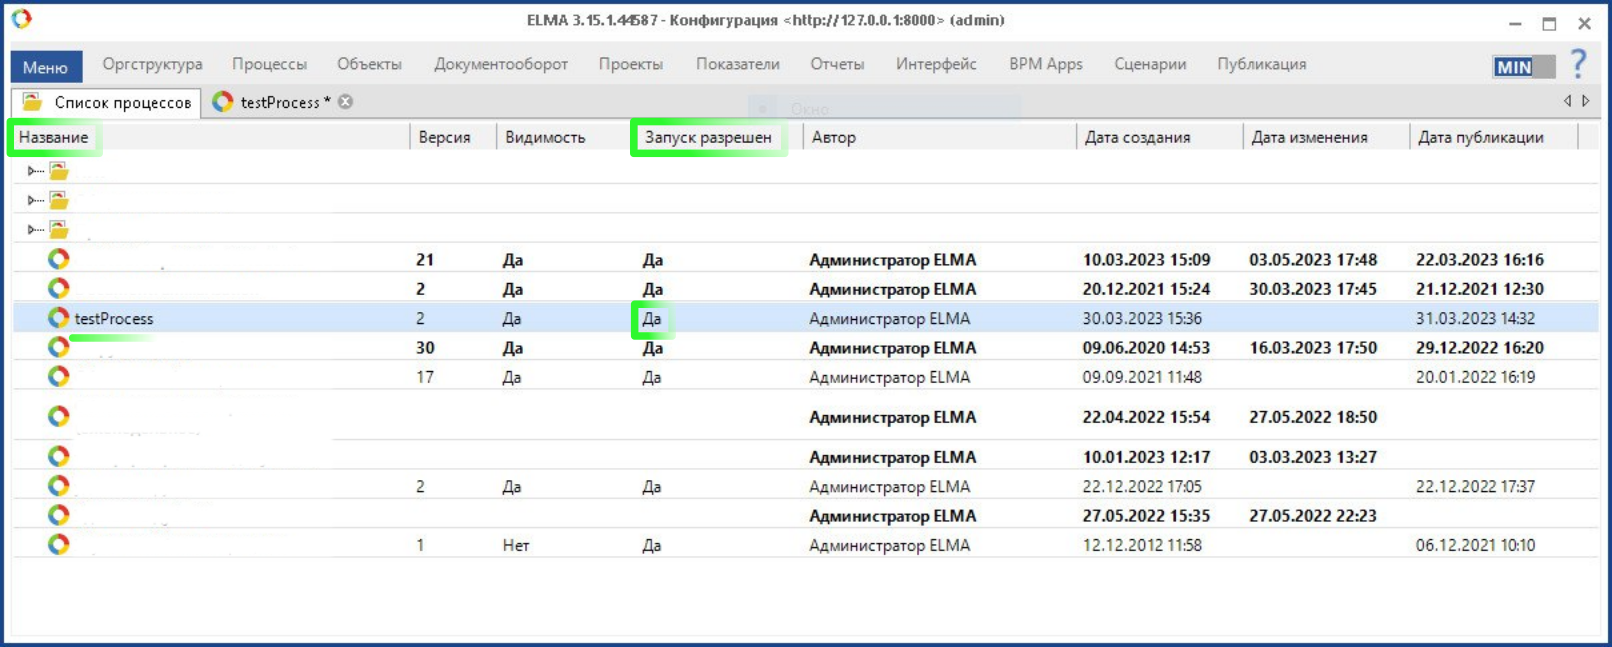 ELMA 3.15.1.44587 - Конфигурация <http://127.0.0.1:8000> (admin)
Меню Оргструктура Процессы Объекты Документооборот Проекты Показатели Отчеты Интерфейс BPM Apps Сценарии Публикация MIN ?
Список процессов testProcess *
Окно
Название Версия Видимость Запуск разрешен Автор Дата создания Дата изменения Дата публикации
21 Да Да Администратор ELMA 10.03.2023 15:09 03.05.2023 17:48 22.03.2023 16:16
2 Да Да Администратор ELMA 20.12.2021 15:24 30.03.2023 17:45 21.12.2021 12:30
testProcess 2 Да Да Администратор ELMA 30.03.2023 15:36 31.03.2023 14:32
30 Да Да Администратор ELMA 09.06.2020 14:53 16.03.2023 17:50 29.12.2022 16:20
17 Да Да Администратор ELMA 09.09.2021 11:48 20.01.2022 16:19
Администратор ELMA 22.04.2022 15:54 27.05.2022 18:50
Администратор ELMA 10.01.2023 12:17 03.03.2023 13:27
2 Да Да Администратор ELMA 22.12.2022 17:05 22.12.2022 17:37
Администратор ELMA 27.05.2022 15:35 27.05.2022 22:23
1 Нет Да Администратор ELMA 12.12.2012 11:58 06.12.2021 10:10